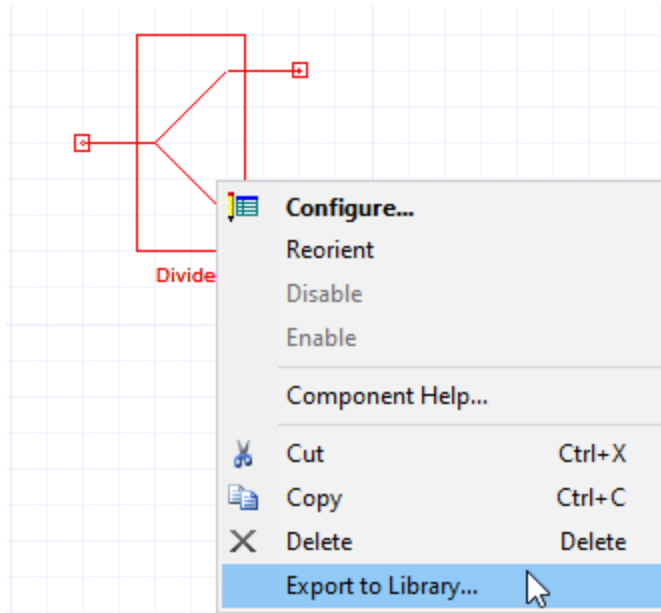 Divide
Configure...
Reorient
Disable
Enable
Component Help...
Cut Ctrl+X
Copy Ctrl+C
Delete Delete
Export to Library...